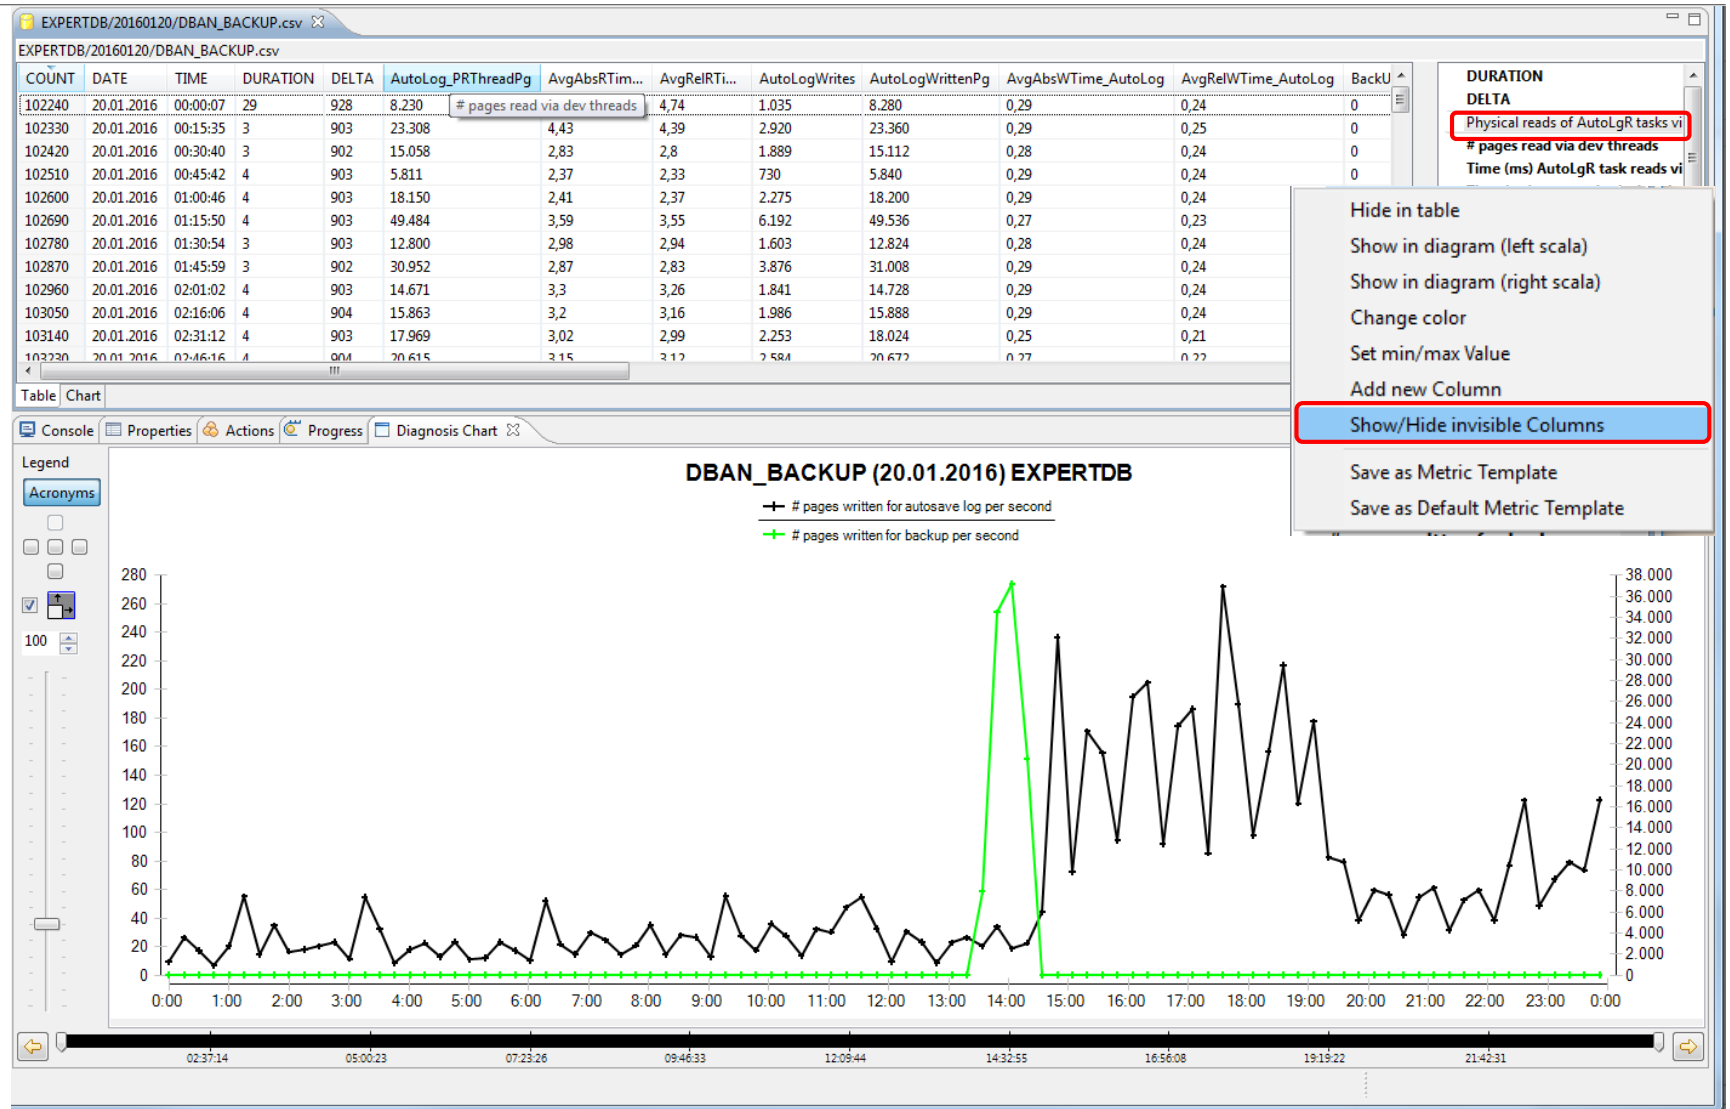 EXPERTDB/20160120/DBAN_BACKUP.csv
EXPERTDB/20160120/DBAN_BACKUP.csv
COUNT DATE TIME DURATION DELTA AutoLog_PRThreadPg AvgAbsRTim... AvgRelRTi... AutoLogWrites AutoLogWrittenPg AvgAbsWTime_AutoLog AvgRelWTime_AutoLog BackU
102240 20.01.2016 00:00:07 29 928 8.230 # pages read via dev threads 4,74 1.035 8.280 0,29 0,24 0
102330 20.01.2016 00:15:35 3 903 23.308 4,43 4,39 2.920 23.360 0,29 0,25 0
102420 20.01.2016 00:30:40 3 902 15.058 2,83 2,8 1.889 15.112 0,28 0,24 0
102510 20.01.2016 00:45:42 4 903 5.811 2,37 2,33 730 5.840 0,29 0,24 0
102600 20.01.2016 01:00:46 4 903 18.150 2,41 2,37 2.275 18.200 0,29 0,24
102690 20.01.2016 01:15:50 4 903 49.484 3,59 3,55 6.192 49.536 0,27 0,23
102780 20.01.2016 01:30:54 3 903 12.800 2,98 2,94 1.603 12.824 0,28 0,24
102870 20.01.2016 01:45:59 3 902 30.952 2,87 2,83 3.876 31.008 0,29 0,24
102960 20.01.2016 02:01:02 4 903 14.671 3,3 3,26 1.841 14.728 0,29 0,24
103050 20.01.2016 02:16:06 4 904 15.863 3,2 3,16 1.986 15.888 0,29 0,24
103140 20.01.2016 02:31:12 4 903 17.969 3,02 2,99 2.253 18.024 0,25 0,21
103230 20.01.2016 02:46:16 4 904 20.615 3,15 3,12 2.584 20.672 0,27 0,22
DURATION
DELTA
Physical reads of AutoLgR tasks vi
# pages read via dev threads
Time (ms) AutoLgR task reads vi
Hide in table
Show in diagram (left scala)
Show in diagram (right scala)
Change color
Set min/max Value
Add new Column
Show/Hide invisible Columns
Save as Metric Template
Save as Default Metric Template
Table Chart
Console Properties Actions Progress Diagnosis Chart
Legend
Acronyms
100
DBAN_BACKUP (20.01.2016) EXPERTDB
# pages written for autosave log per second
# pages written for backup per second
280
260
240
220
200
180
160
140
120
100
80
60
40
20
0
38.000
36.000
34.000
32.000
30.000
28.000
26.000
24.000
22.000
20.000
18.000
16.000
14.000
12.000
10.000
8.000
6.000
4.000
2.000
0
0:00 1:00 2:00 3:00 4:00 5:00 6:00 7:00 8:00 9:00 10:00 11:00 12:00 13:00 14:00 15:00 16:00 17:00 18:00 19:00 20:00 21:00 22:00 23:00 0:00
02:37:14 05:00:23 07:23:26 09:46:33 12:09:44 14:32:55 16:56:08 19:19:22 21:42:31